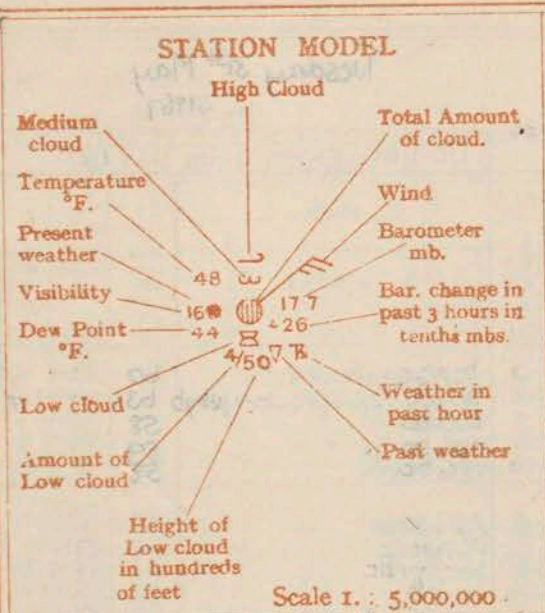 STATION MODEL
High Cloud
Medium
cloud
Total Amount
of cloud.
Temperature
°F.
Wind
Present
weather
Barometer
mb.
48
Visibility
16
177
Bar. change in
past 3 hours in
tenths mbs.
Dew Point
°F.
44
26
4/50
Low cloud
Weather in
past hour
Amount of
Low cloud
Past weather
Height of
Low cloud
in hundreds
of feet
Scale 1. : 5,000,000